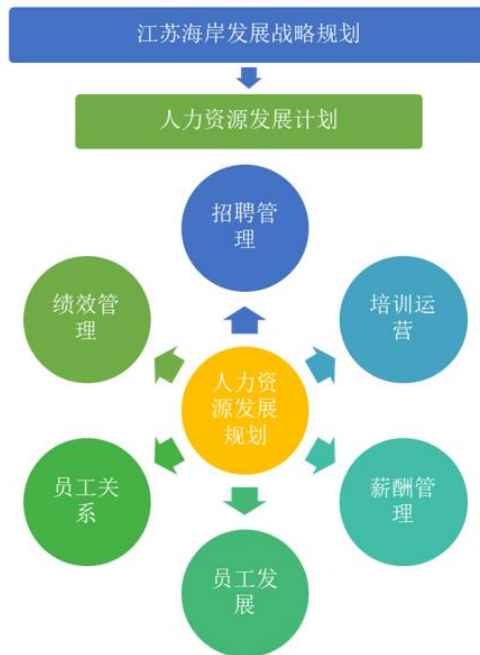 江苏海岸发展战略规划
人力资源发展计划
招聘管
理
绩效管
理
培训运
营
人力资
源发展
规划
员工关
系
薪酬管
理
员工发
展